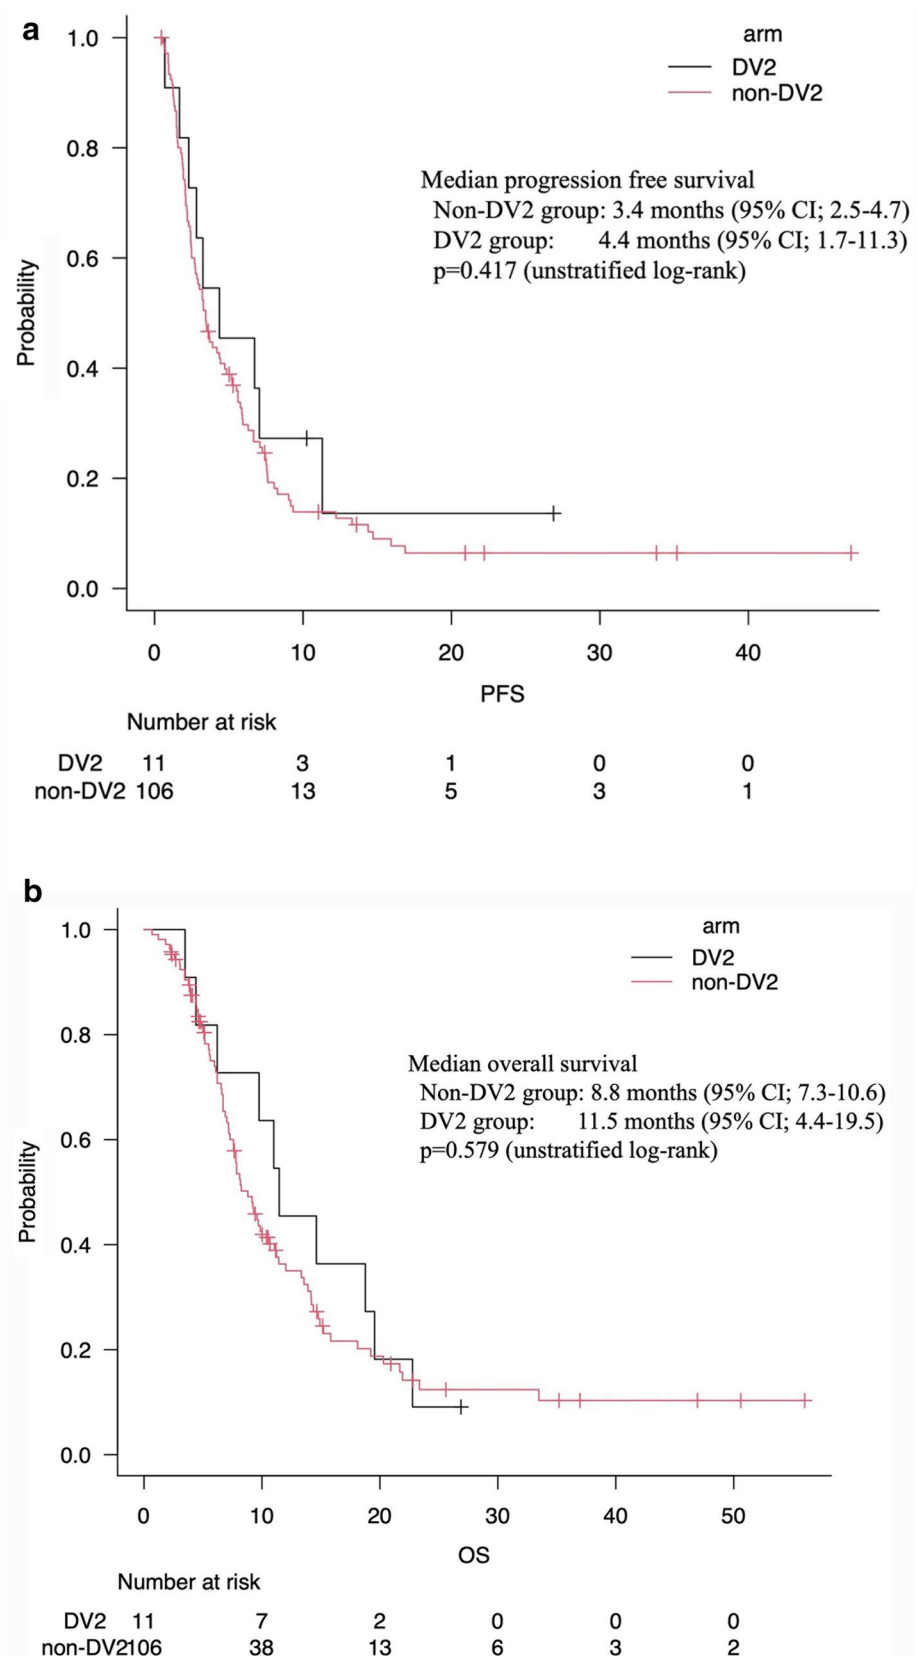 a
1.0
0.8
0.6
0.4
0.2
0.0
Probability
arm
DV2
non-DV2
Median progression free survival
Non-DV2 group: 3.4 months (95% CI; 2.5-4.7)
DV2 group: 4.4 months (95% CI; 1.7-11.3)
p=0.417 (unstratified log-rank)
0 10 20 30 40
PFS
Number at risk
DV2 11 3 1 0 0
non-DV2 106 13 5 3 1
b
1.0
0.8
0.6
0.4
0.2
0.0
Probability
arm
DV2
non-DV2
Median overall survival
Non-DV2 group: 8.8 months (95% CI; 7.3-10.6)
DV2 group: 11.5 months (95% CI; 4.4-19.5)
p=0.579 (unstratified log-rank)
0 10 20 30 40 50
OS
Number at risk
DV2 11 7 2 0 0 0
non-DV2106 38 13 6 3 2